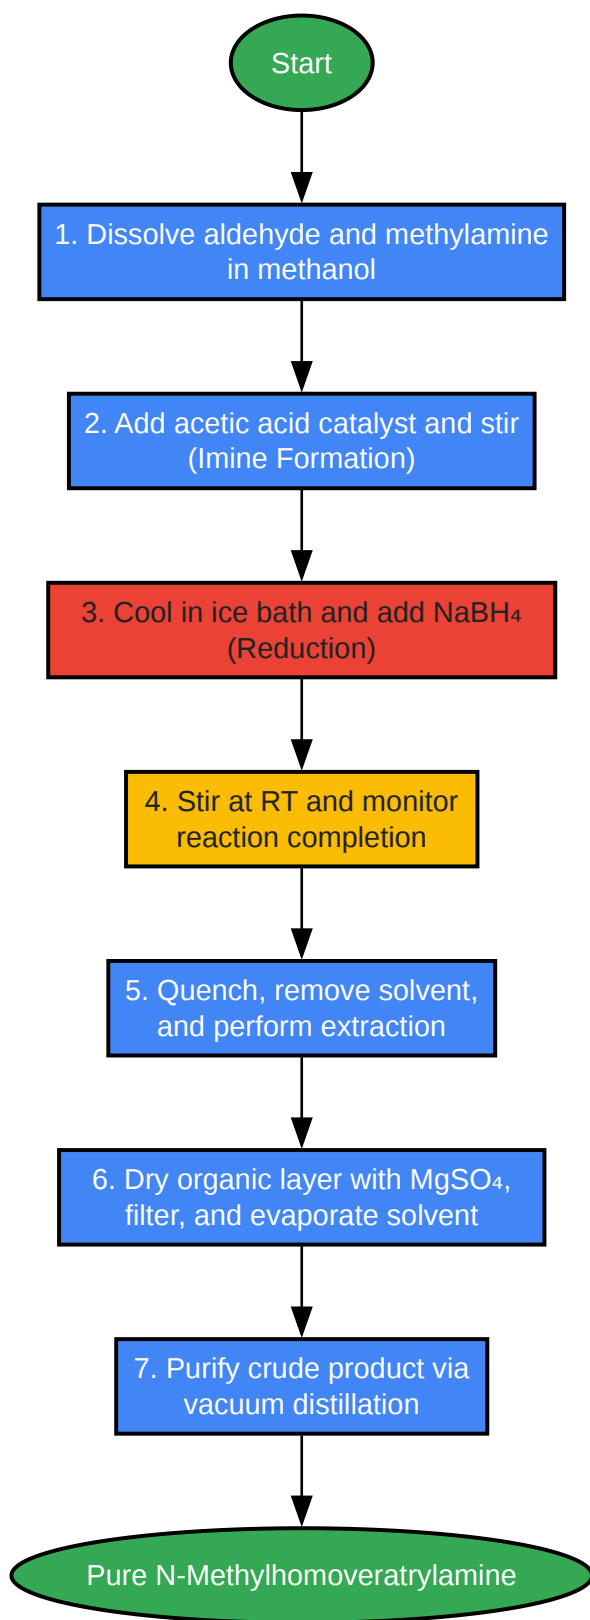 Start
1. Dissolve aldehyde and methylamine
in methanol
2. Add acetic acid catalyst and stir
(Imine Formation)
3. Cool in ice bath and add NaBH₄
(Reduction)
4. Stir at RT and monitor
reaction completion
5. Quench, remove solvent,
and perform extraction
6. Dry organic layer with MgSO₄,
filter, and evaporate solvent
7. Purify crude product via
vacuum distillation
Pure N-Methylhomoveratrylamine